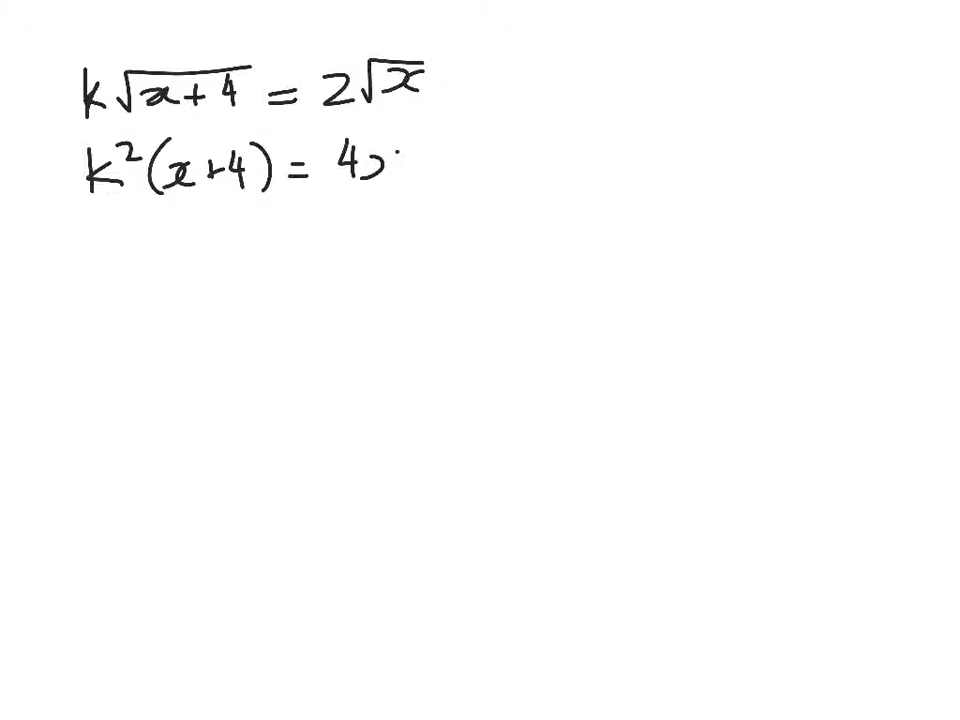 k√(x+4) = 2√x
k²(x+4) = 4